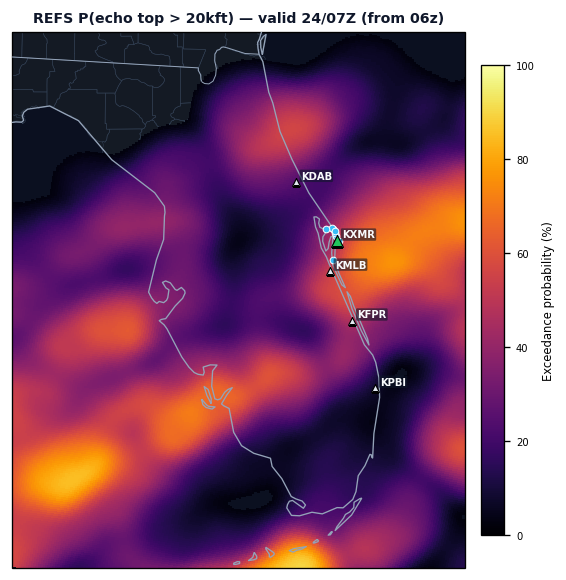 REFS P(echo top > 20kft) — valid 24/07Z (from 06z)
KDAB
KXMR
KMLB
KFPR
KPBI
100
80
60
40
20
0
Exceedance probability (%)